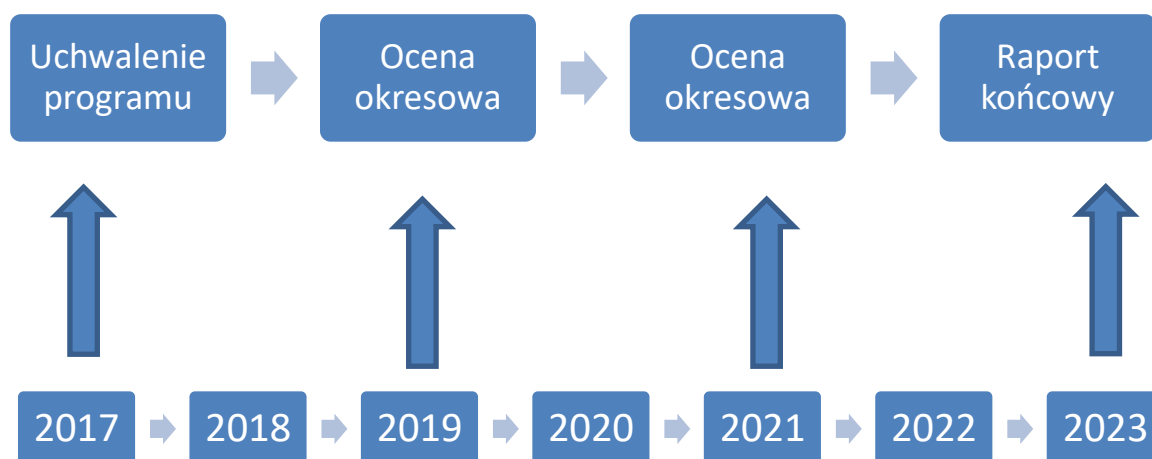 Uchwalenie
programu
Ocena
okresowa
Ocena
okresowa
Raport
końcowy
2017
2018
2019
2020
2021
2022
2023